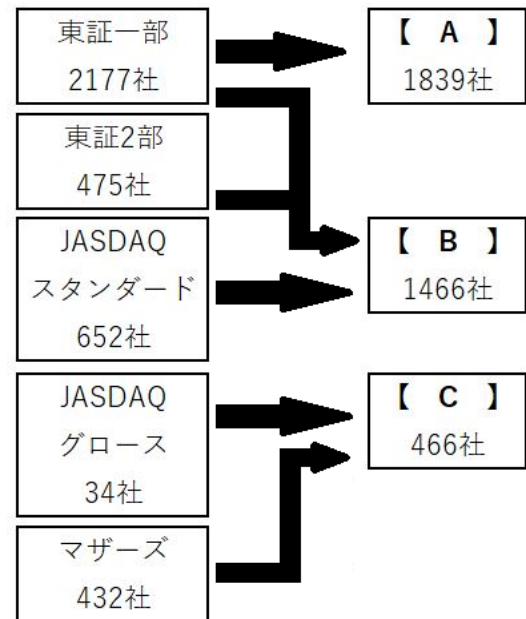 東証一部
2177社
東証2部
475社
JASDAQ
スタンダード
652社
JASDAQ
グロース
34社
マザーズ
432社
【 A 】
1839社
【 B 】
1466社
【 C 】
466社